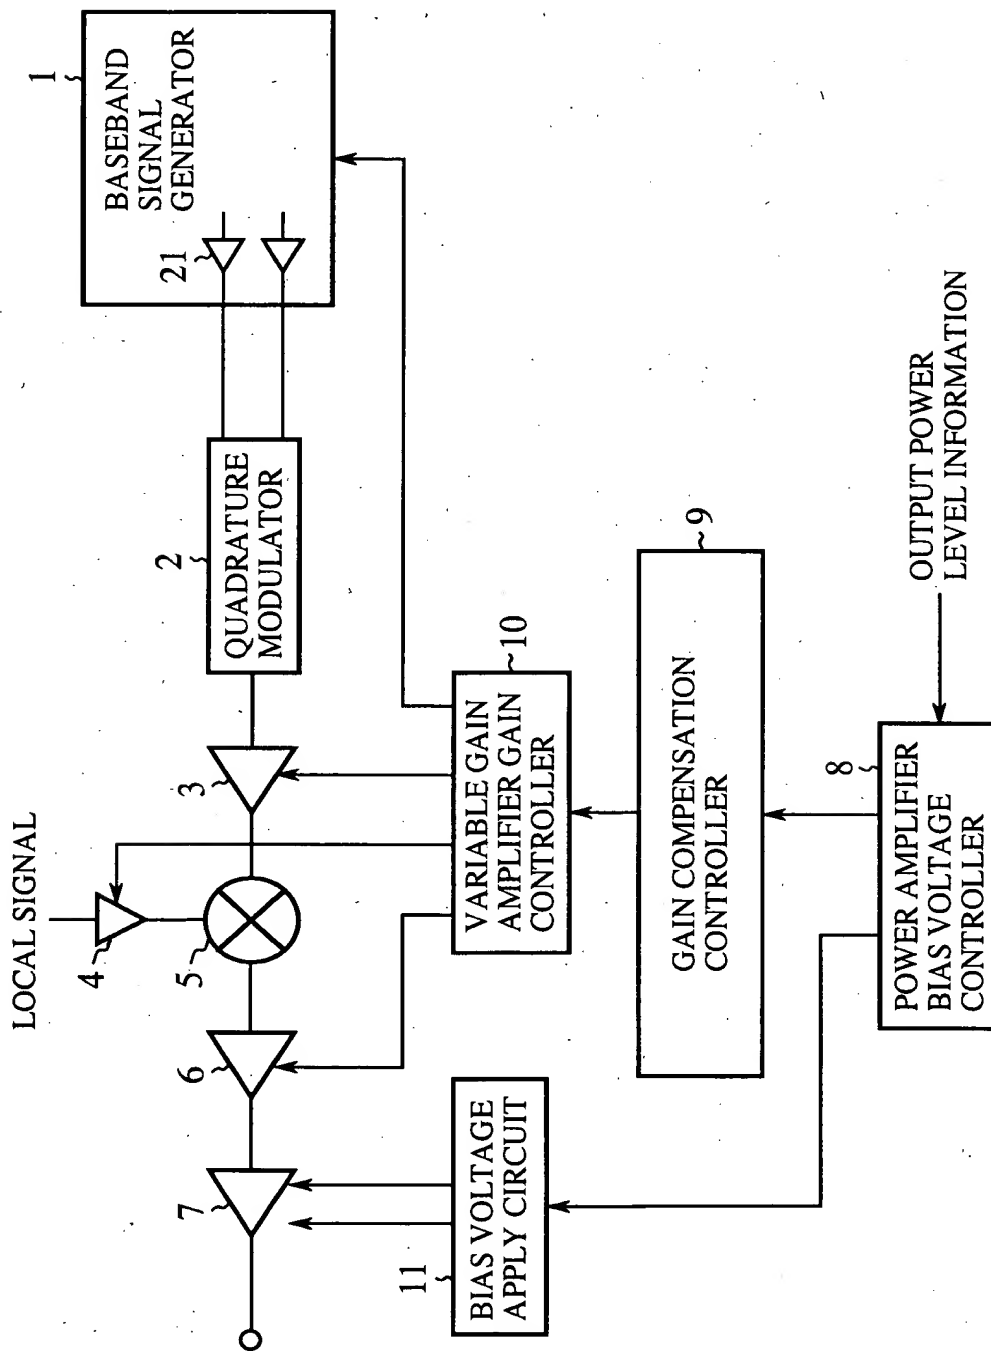 1
BASEBAND
SIGNAL
GENERATOR
21
2
QUADRATURE
MODULATOR
3
LOCAL SIGNAL
4
5
6
7
10
VARIABLE GAIN
AMPLIFIER GAIN
CONTROLLER
11
BIAS VOLTAGE
APPLY CIRCUIT
9
GAIN COMPENSATION
CONTROLLER
8
POWER AMPLIFIER
BIAS VOLTAGE
CONTROLLER
OUTPUT POWER
LEVEL INFORMATION